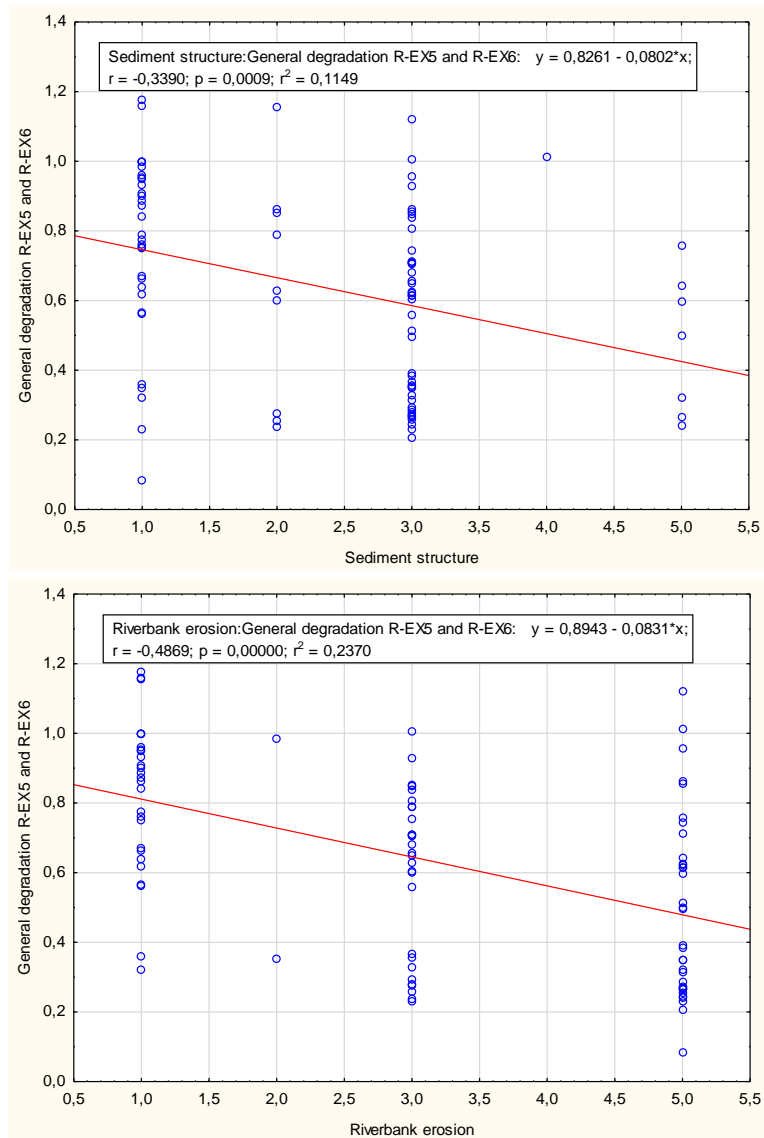 1,4
Sediment structure:General degradation R-EX5 and R-EX6: y = 0,8261 - 0,0802*x;
r = -0,3390; p = 0,0009; r² = 0,1149
1,2
1,0
0,8
0,6
0,4
0,2
0,0
General degradation R-EX5 and R-EX6
0,5 1,0 1,5 2,0 2,5 3,0 3,5 4,0 4,5 5,0 5,5
Sediment structure
1,4
Riverbank erosion:General degradation R-EX5 and R-EX6: y = 0,8943 - 0,0831*x;
r = -0,4869; p = 0,00000; r² = 0,2370
1,2
1,0
0,8
0,6
0,4
0,2
0,0
General degradation R-EX5 and R-EX6
0,5 1,0 1,5 2,0 2,5 3,0 3,5 4,0 4,5 5,0 5,5
Riverbank erosion